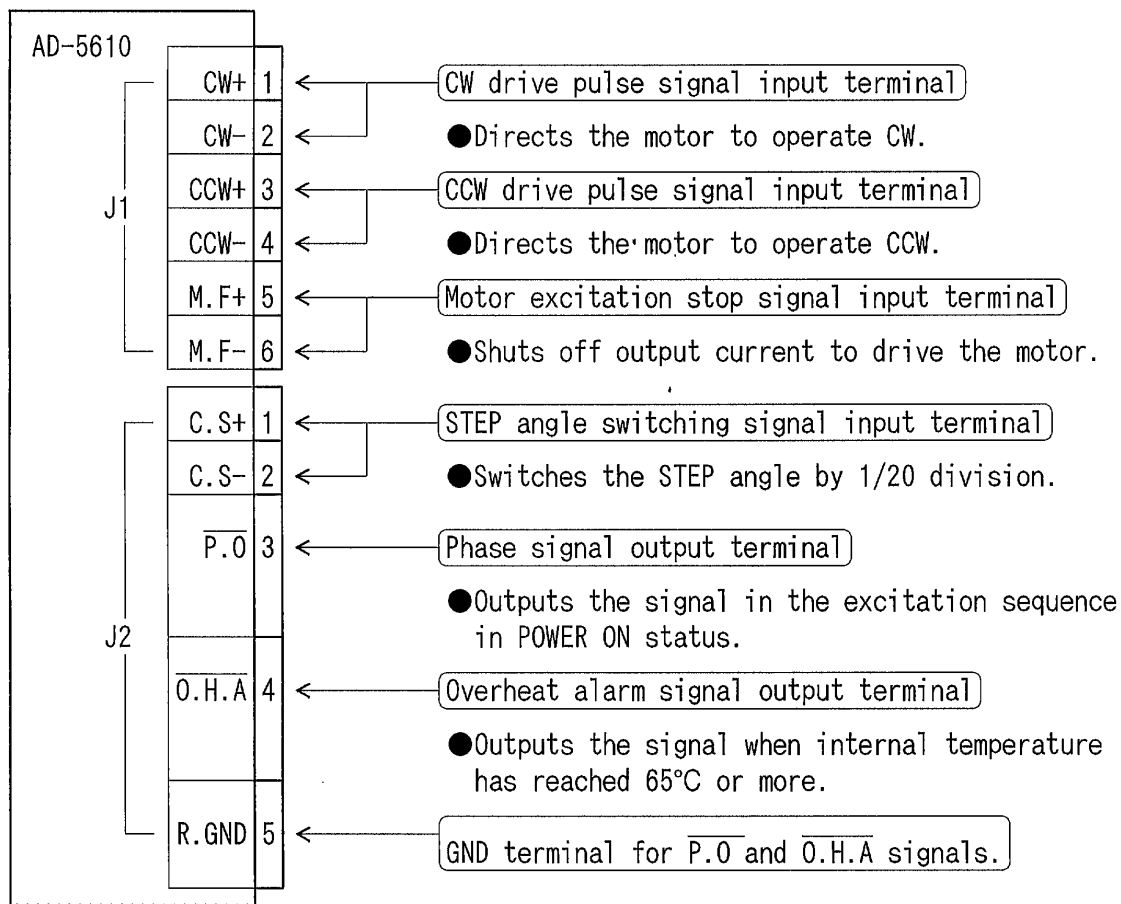 AD-5610
J1
CW+ 1 CW drive pulse signal input terminal
CW- 2 ●Directs the motor to operate CW.
CCW+ 3 CCW drive pulse signal input terminal
CCW- 4 ●Directs the motor to operate CCW.
M.F+ 5 Motor excitation stop signal input terminal
M.F- 6 ●Shuts off output current to drive the motor.
J2
C.S+ 1 STEP angle switching signal input terminal
C.S- 2 ●Switches the STEP angle by 1/20 division.
P.O 3 Phase signal output terminal
●Outputs the signal in the excitation sequence
in POWER ON status.
O.H.A 4 Overheat alarm signal output terminal
●Outputs the signal when internal temperature
has reached 65°C or more.
R.GND 5 GND terminal for P.O and O.H.A signals.